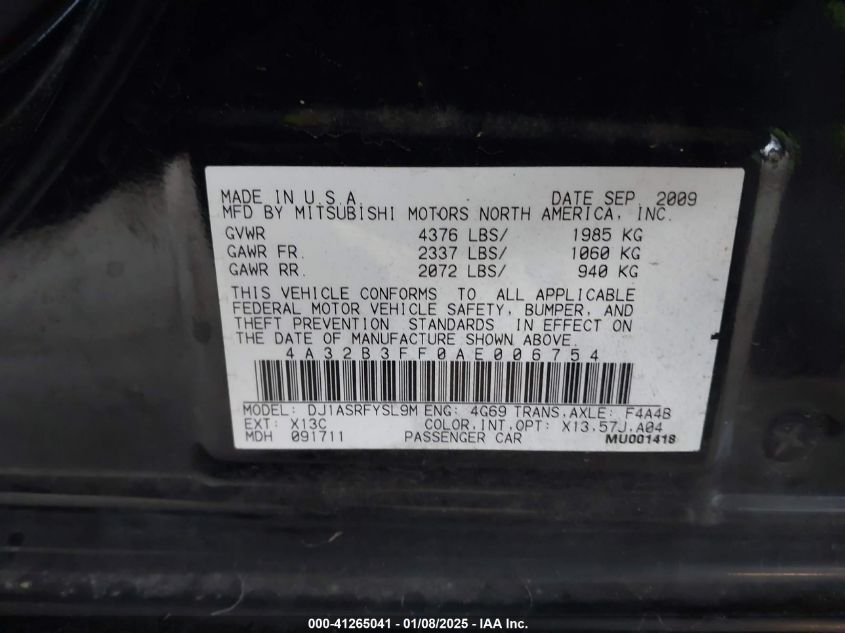 MADE IN U.S.A. DATE SEP. 2009
MFD BY MITSUBISHI MOTORS NORTH AMERICA, INC.
GVWR 4376 LBS/ 1985 KG
GAWR FR. 2337 LBS/ 1060 KG
GAWR RR. 2072 LBS/ 940 KG
THIS VEHICLE CONFORMS TO ALL APPLICABLE
FEDERAL MOTOR VEHICLE SAFETY, BUMPER, AND
THEFT PREVENTION STANDARDS IN EFFECT ON
THE DATE OF MANUFACTURE SHOWN ABOVE.
4A32B3FF0AE006754
MODEL: DJ1ASRFYSL9M ENG: 4G69 TRANS.AXLE: F4A4B
EXT: X13C COLOR.INT.OPT: X13.57J.A04
MDH 091711 PASSENGER CAR MU001418
000-41265041 - 01/08/2025 - IAA Inc.